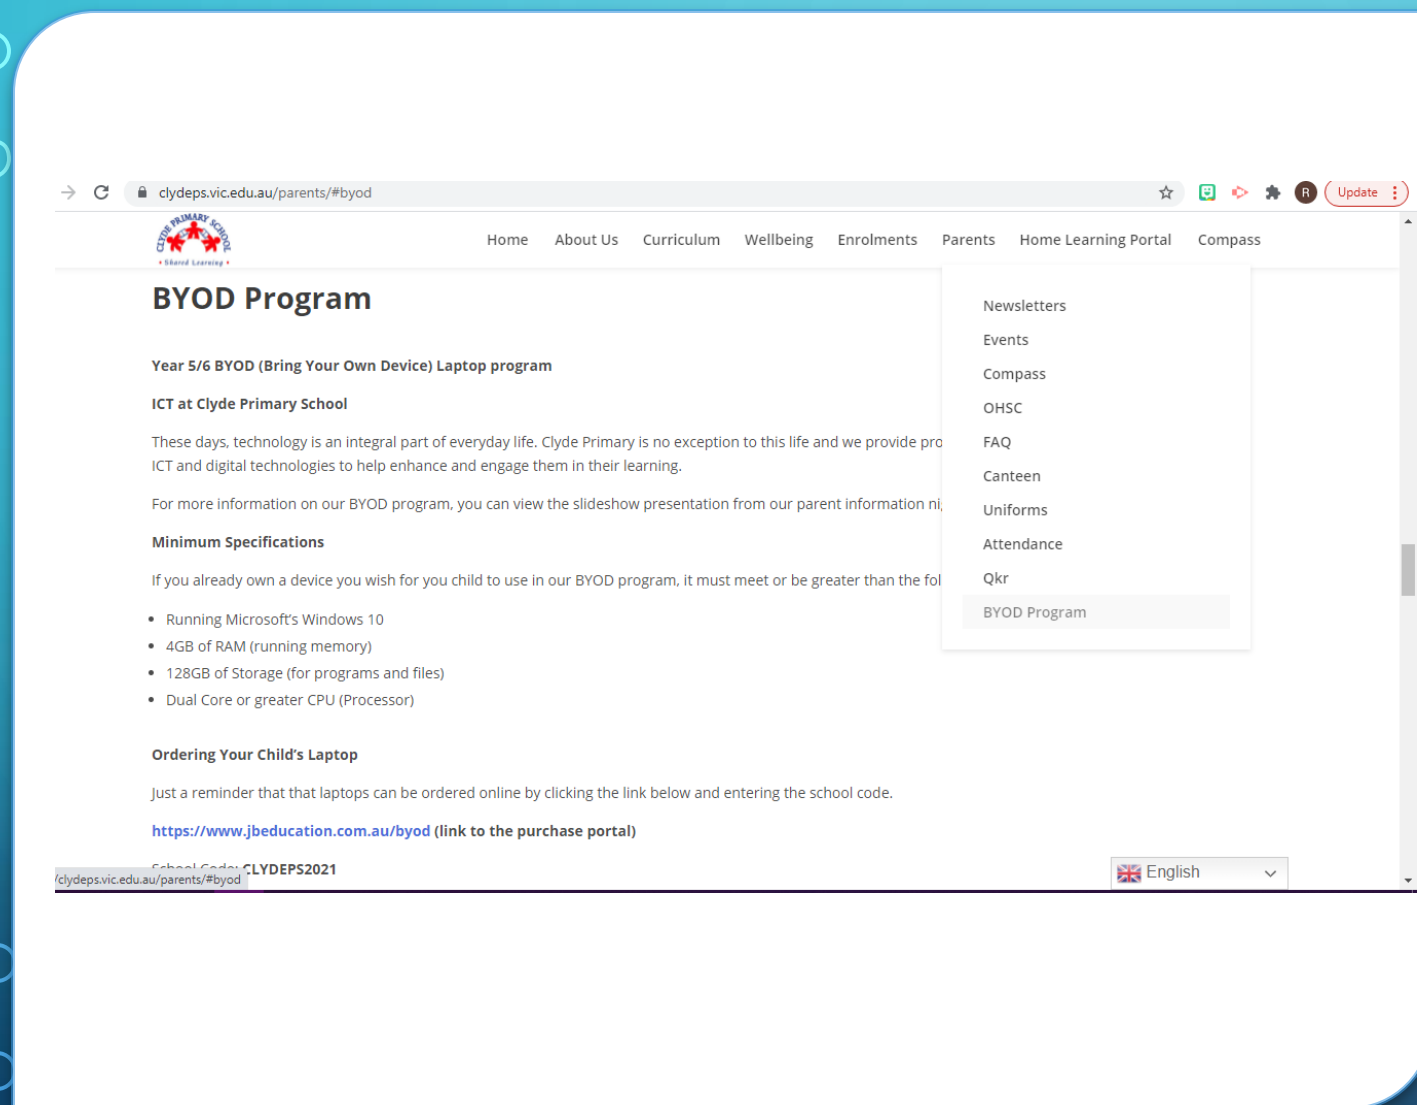 clydeps.vic.edu.au/parents/#byod
R
Update
CLYDE PRIMARY SCHOOL
• Shared Learning •
Home About Us Curriculum Wellbeing Enrolments Parents Home Learning Portal Compass
BYOD Program
Year 5/6 BYOD (Bring Your Own Device) Laptop program
ICT at Clyde Primary School
These days, technology is an integral part of everyday life. Clyde Primary is no exception to this life and we provide
ICT and digital technologies to help enhance and engage them in their learning.
For more information on our BYOD program, you can view the slideshow presentation from our parent information
Minimum Specifications
If you already own a device you wish for you child to use in our BYOD program, it must meet or be greater than the
• Running Microsoft's Windows 10
• 4GB of RAM (running memory)
• 128GB of Storage (for programs and files)
• Dual Core or greater CPU (Processor)
Newsletters
Events
Compass
OHSC
FAQ
Canteen
Uniforms
Attendance
Qkr
BYOD Program
Ordering Your Child's Laptop
Just a reminder that that laptops can be ordered online by clicking the link below and entering the school code.
https://www.jbeducation.com.au/byod (link to the purchase portal)
School Code: CLYDEPS2021
/clydeps.vic.edu.au/parents/#byod
English